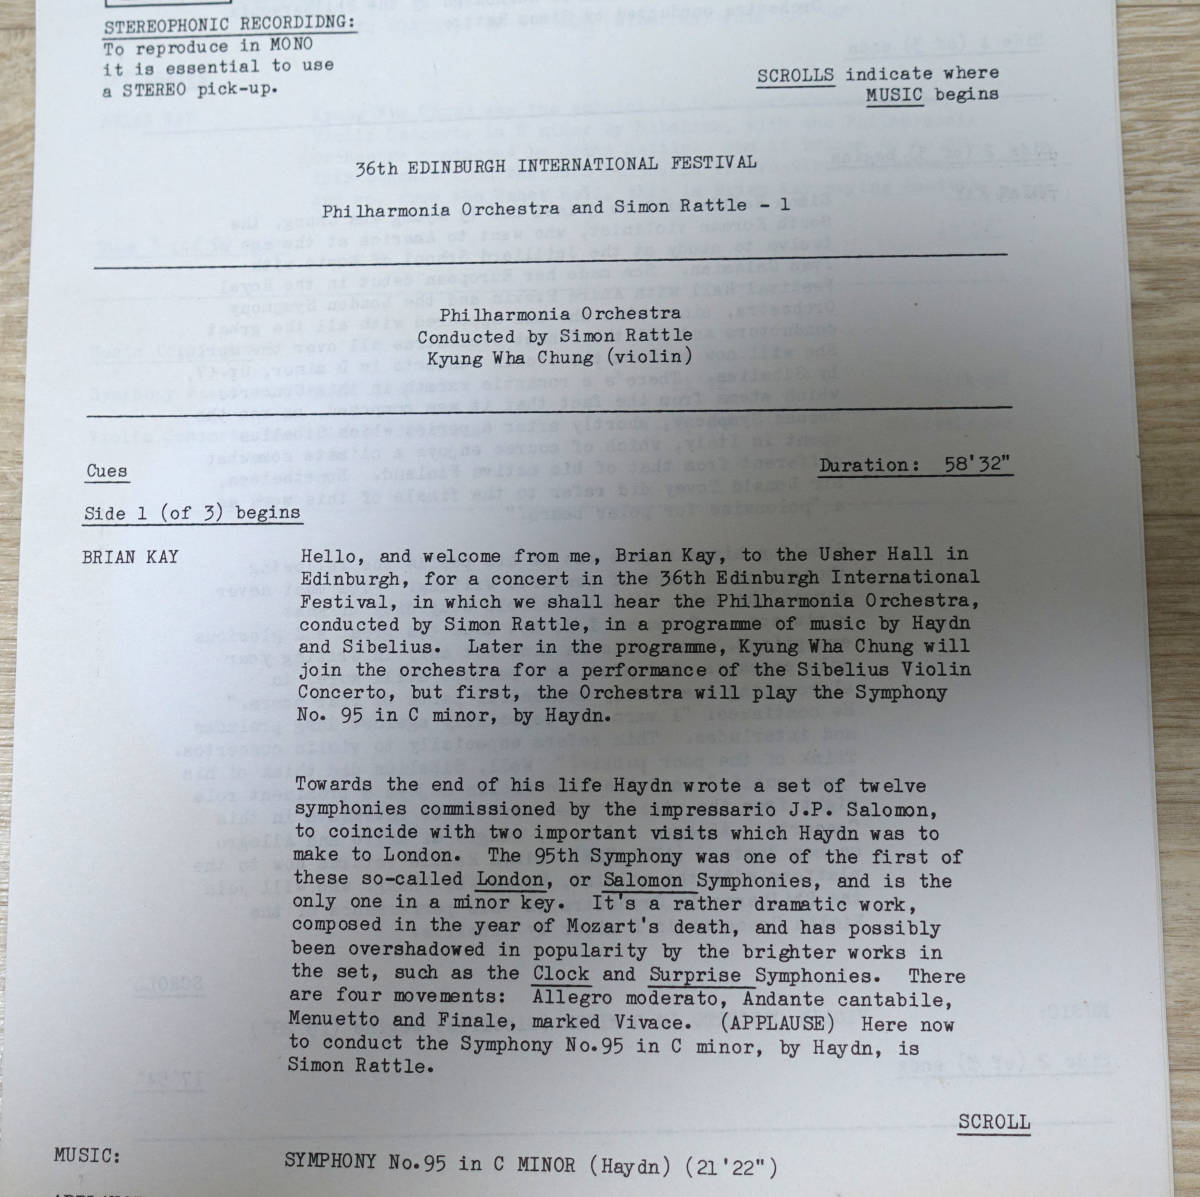 STEREOPHONIC RECORDIDNG:
To reproduce in MONO
it is essential to use
a STEREO pick-up.
SCROLLS indicate where
MUSIC begins
36th EDINBURGH INTERNATIONAL FESTIVAL
Philharmonia Orchestra and Simon Rattle - 1
Philharmonia Orchestra
Conducted by Simon Rattle
Kyung Wha Chung (violin)
Cues
Duration: 58'32"
Side 1 (of 3) begins
BRIAN KAY
Hello, and welcome from me, Brian Kay, to the Usher Hall in
Edinburgh, for a concert in the 36th Edinburgh International
Festival, in which we shall hear the Philharmonia Orchestra,
conducted by Simon Rattle, in a programme of music by Haydn
and Sibelius. Later in the programme, Kyung Wha Chung will
join the orchestra for a performance of the Sibelius Violin
Concerto, but first, the Orchestra will play the Symphony
No. 95 in C minor, by Haydn.
Towards the end of his life Haydn wrote a set of twelve
symphonies commissioned by the impressario J.P. Salomon,
to coincide with two important visits which Haydn was to
make to London. The 95th Symphony was one of the first of
these so-called London, or Salomon Symphonies, and is the
only one in a minor key. It's a rather dramatic work,
composed in the year of Mozart's death, and has possibly
been overshadowed in popularity by the brighter works in
the set, such as the Clock and Surprise Symphonies. There
are four movements: Allegro moderato, Andante cantabile,
Menuetto and Finale, marked Vivace. (APPLAUSE) Here now
to conduct the Symphony No.95 in C minor, by Haydn, is
Simon Rattle.
SCROLL
MUSIC:
SYMPHONY No.95 in C MINOR (Haydn) (21'22")